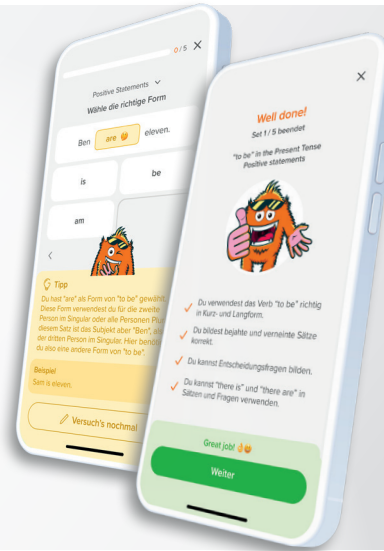 0 / 5
Positive Statements
Wähle die richtige Form
Ben are eleven.
is
be
am
Tipp
Du hast "are" als Form von "to be" gewählt.
Diese Form verwendest du für die zweite
Person im Singular oder alle Personen
diesem Satz ist das Subjekt aber "Ben",
der dritten Person im Singular. Hier
du also eine andere Form von "to be".
Beispiel
Sam is eleven.
Versuch's nochmal
Well done!
Set 1 / 5 beendet
"to be" in the Present Tense
Positive statements
Du verwendest das Verb "to be" richtig
in Kurz- und Langform.
Du bildest bejahte und verneinte Sätze
korrekt.
Du kannst Entscheidungsfragen bilden.
Du kannst "there is" und "there are" in
Sätzen und Fragen verwenden.
Great job!
Weiter